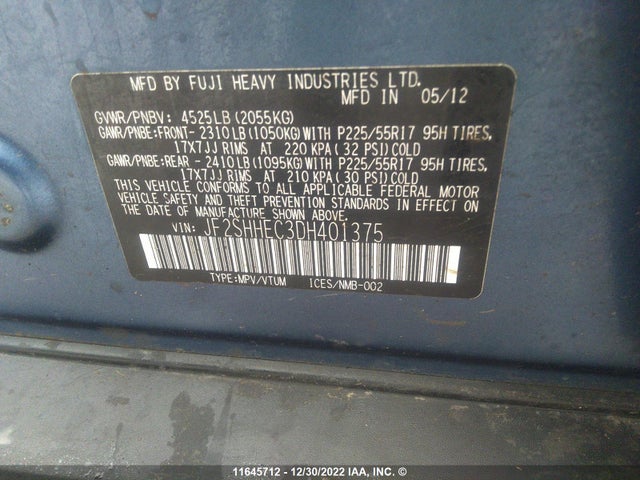 MFD BY FUJI HEAVY INDUSTRIES LTD.
MFD IN 05/12
GVWR/PNBV: 4525LB (2055KG)
GAWR/PNBE:FRONT- 2310LB (1050KG) WITH P225/55R17 95H TIRES,
17X7JJ RIMS AT 220 KPA (32 PSI) COLD
GAWR/PNBE:REAR - 2410LB (1095KG) WITH P225/55R17 95H TIRES,
17X7JJ RIMS AT 210 KPA (30 PSI) COLD
THIS VEHICLE CONFORMS TO ALL APPLICABLE FEDERAL MOTOR
VEHICLE SAFETY AND THEFT PREVENTION STANDARDS IN EFFECT
ON THE DATE OF MANUFACTURE SHOWN ABOVE.
VIN: JF2SHHEC3DH401375
TYPE:MPV/VTUM ICES/NMB-002
11645712 - 12/30/2022 IAA, INC. ©